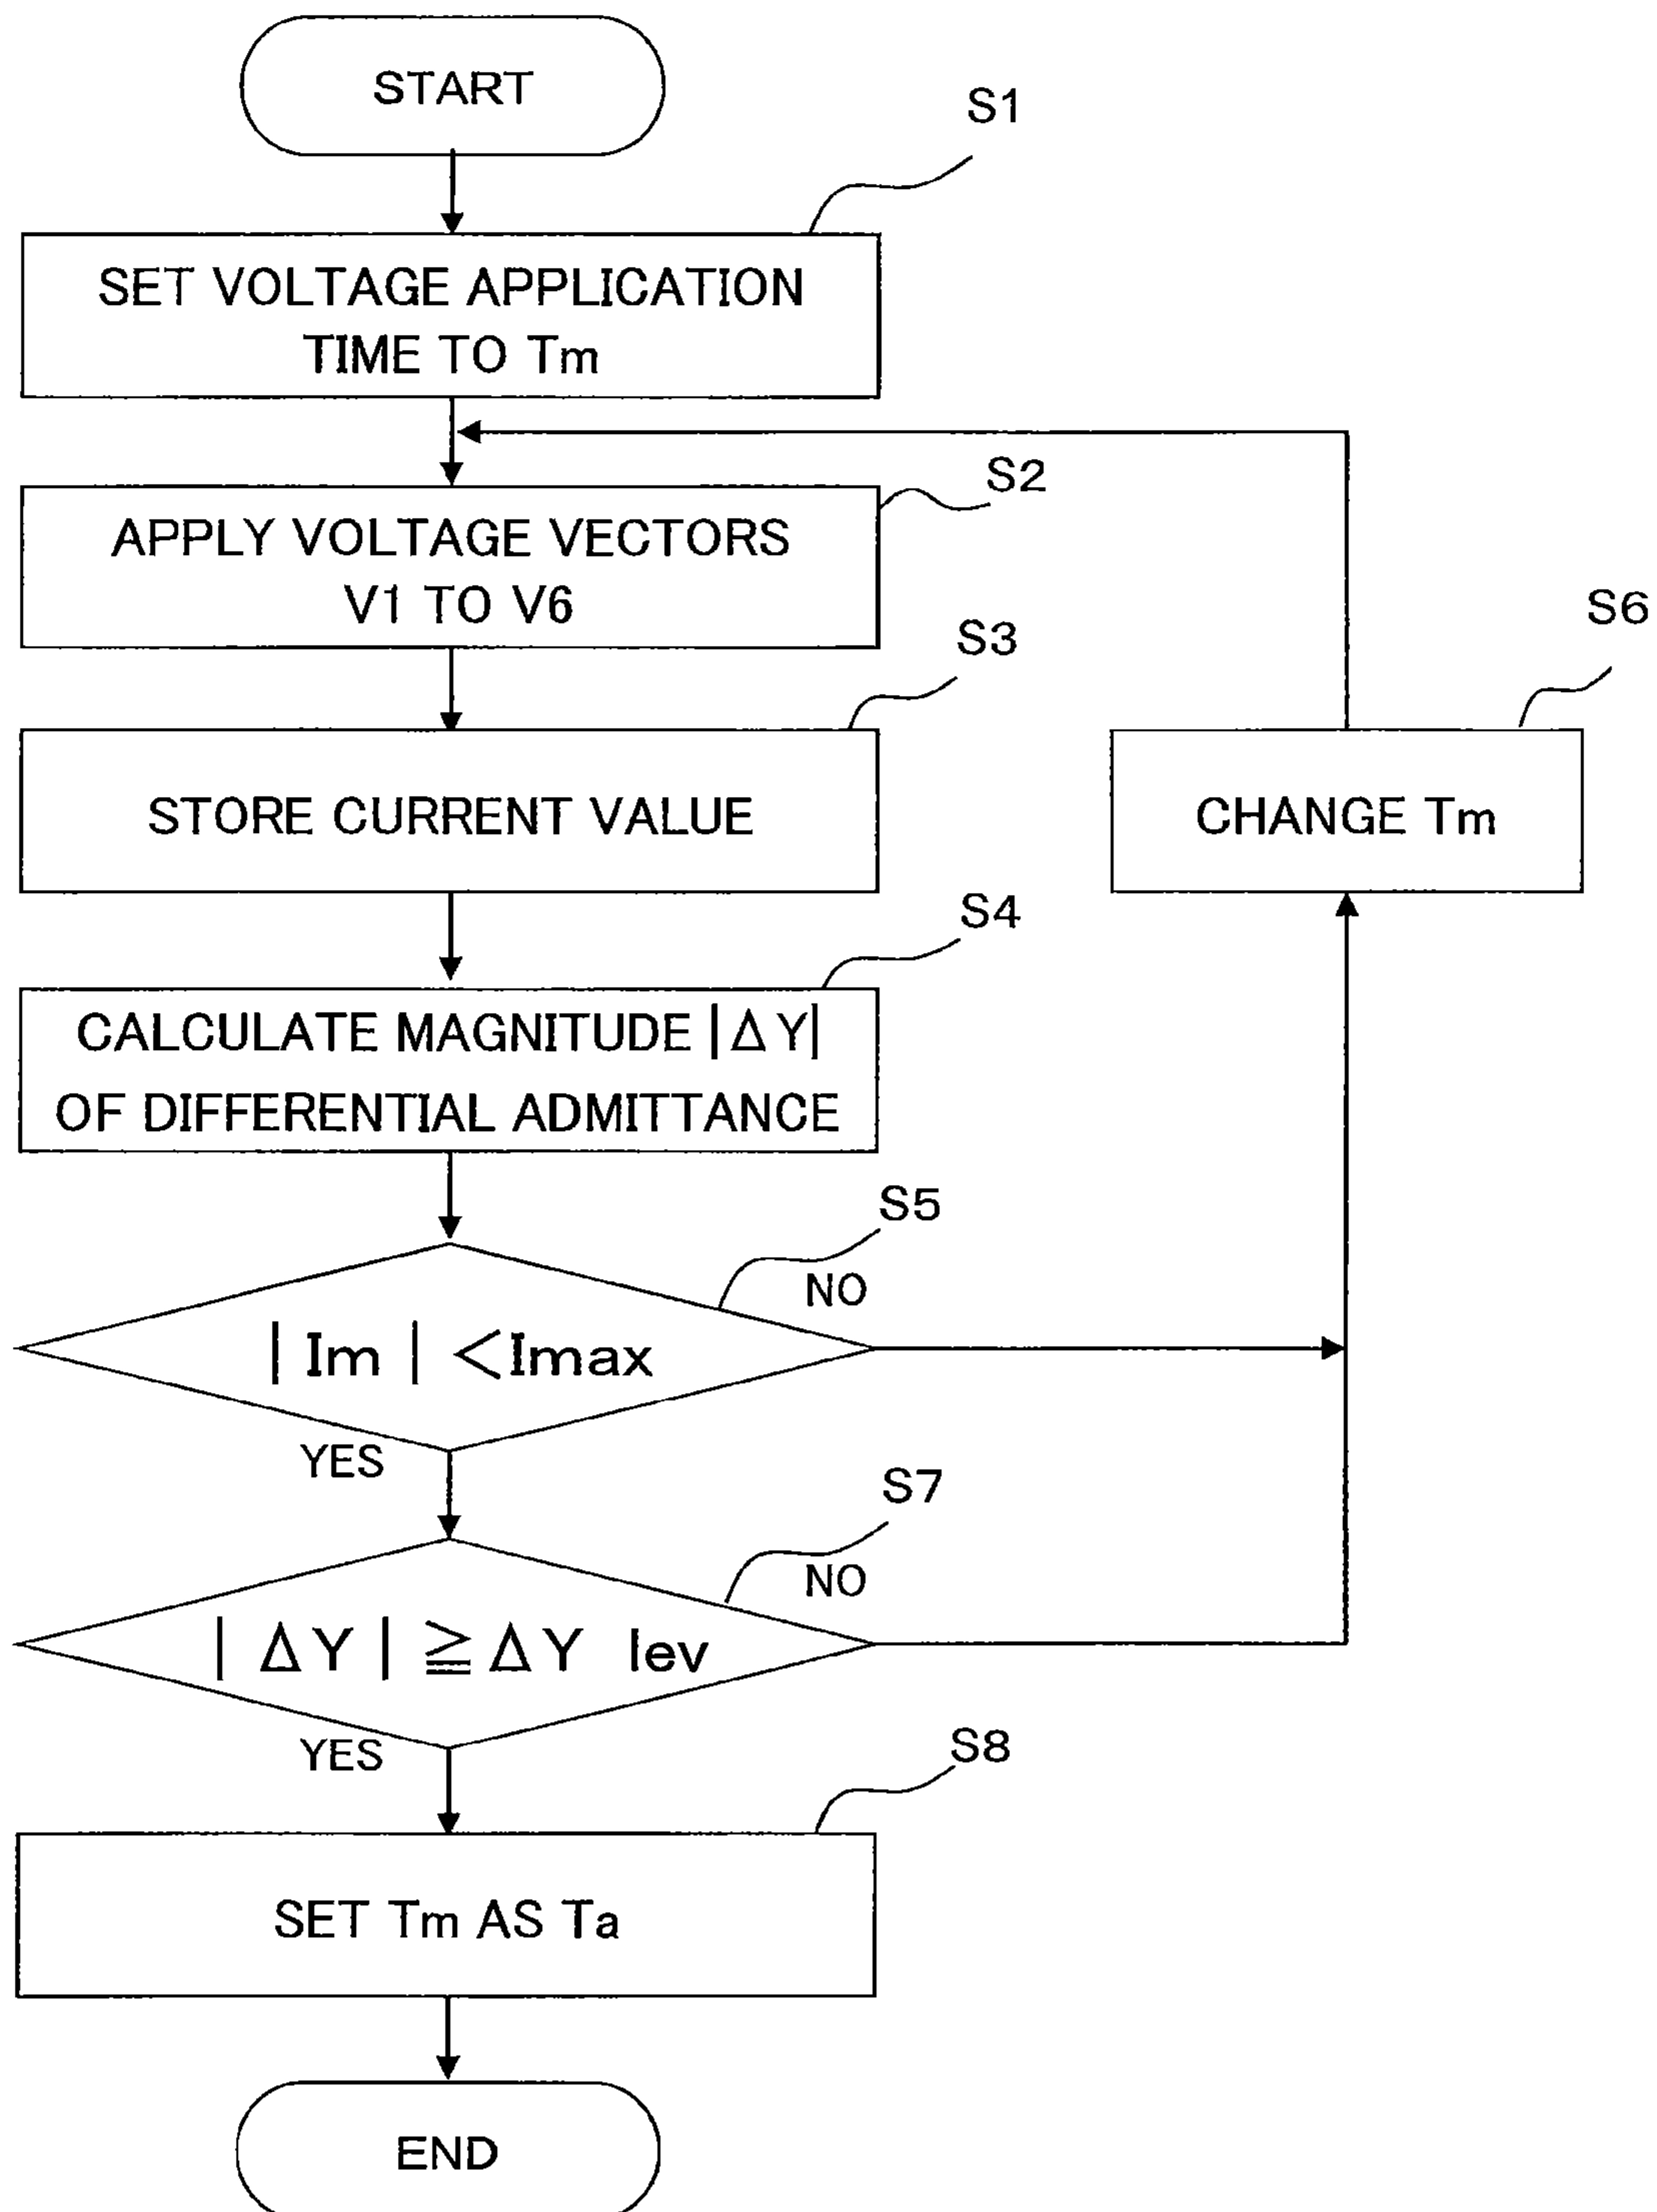 START
S1
SET VOLTAGE APPLICATION
TIME TO Tm
S2
APPLY VOLTAGE VECTORS
V1 TO V6
S3
STORE CURRENT VALUE
S6
CHANGE Tm
S4
CALCULATE MAGNITUDE |ΔY|
OF DIFFERENTIAL ADMITTANCE
S5
NO
| Im | <Imax
YES
S7
NO
| ΔY | ≧ ΔY lev
YES
S8
SET Tm AS Ta
END